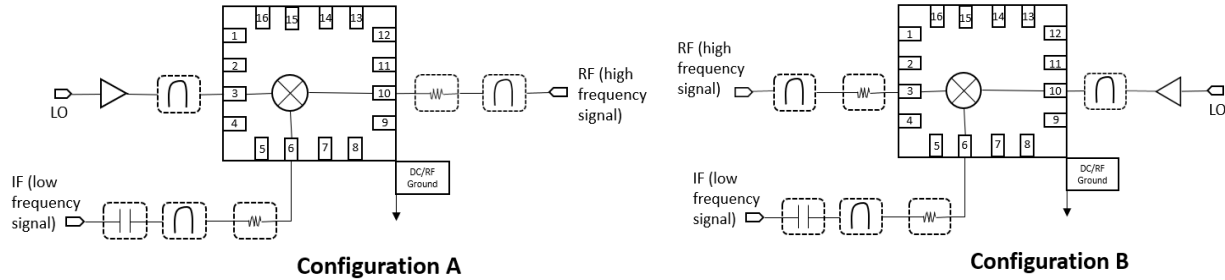 16 15 14 13
1 12
2 11
3 10
4 9
5 6 7 8
LO
RF (high
frequency
signal)
DC/RF
Ground
IF (low
frequency
signal)
Configuration A
16 15 14 13
1 12
2 11
3 10
4 9
5 6 7 8
RF (high
frequency
signal)
LO
DC/RF
Ground
IF (low
frequency
signal)
Configuration B